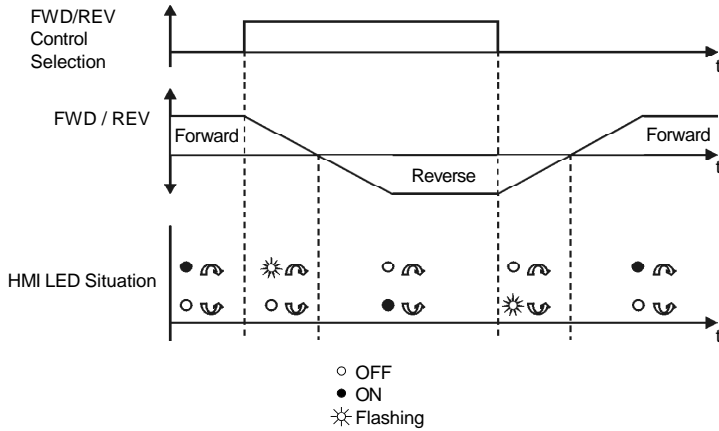 FWD/REV
Control
Selection
t
FWD / REV
Forward
Reverse
Forward
t
HMI LED Situation
t
OFF
ON
Flashing